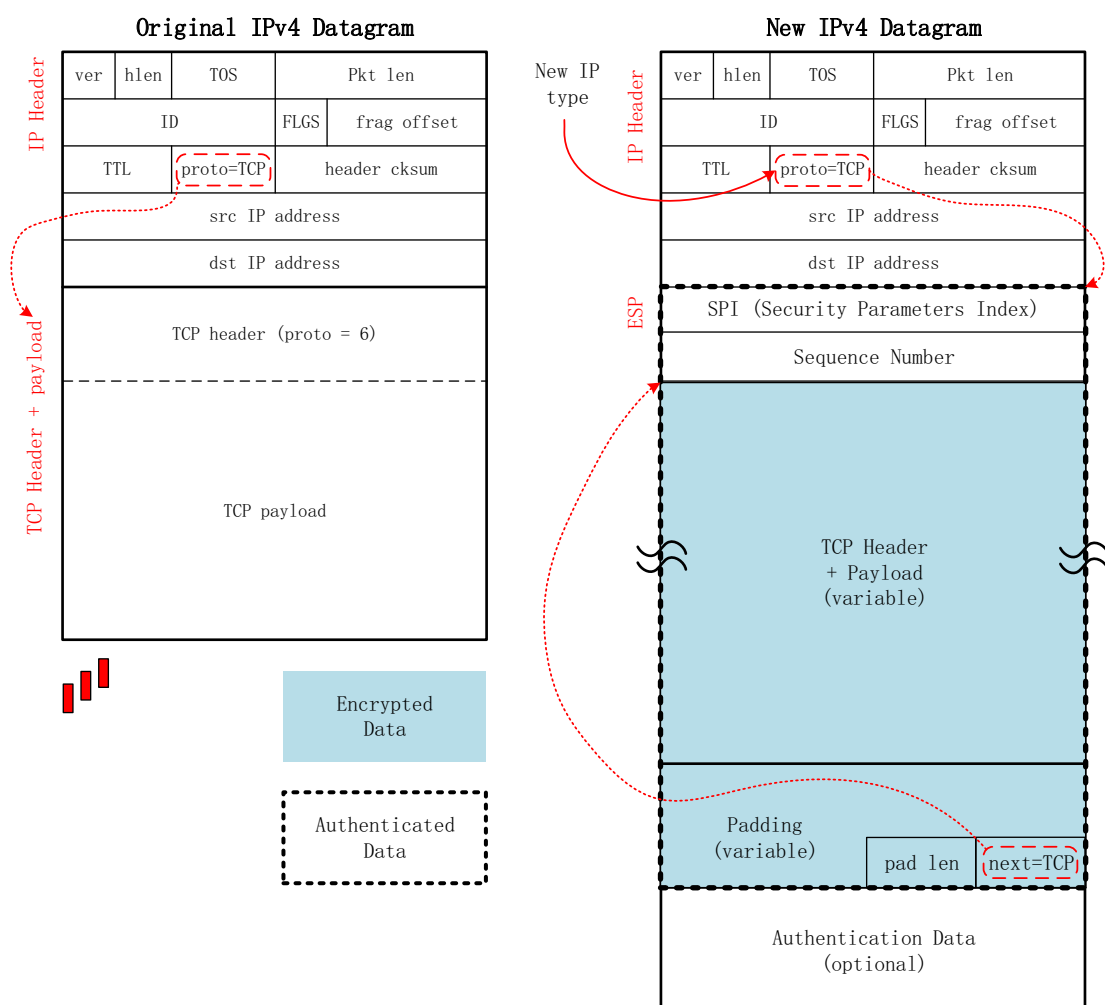 Original IPv4 Datagram
IP Header
ver
hlen
TOS
Pkt len
ID
FLGS
frag offset
TTL
proto=TCP
header cksum
src IP address
dst IP address
TCP Header + payload
TCP header (proto = 6)
TCP payload
Encrypted
Data
Authenticated
Data
New IPv4 Datagram
New IP
type
IP Header
ver
hlen
TOS
Pkt len
ID
FLGS
frag offset
TTL
proto=TCP
header cksum
src IP address
dst IP address
ESP
SPI (Security Parameters Index)
Sequence Number
TCP Header
+ Payload
(variable)
Padding
(variable)
pad len
next=TCP
Authentication Data
(optional)